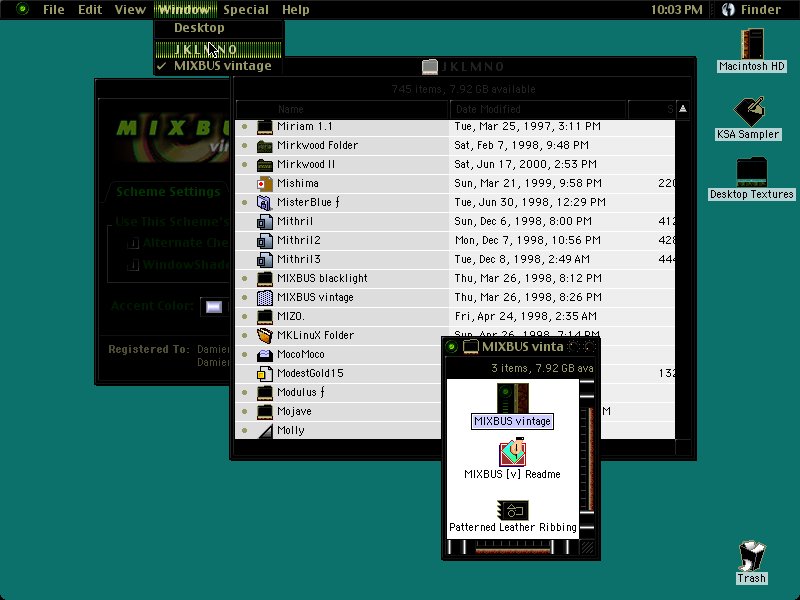 File Edit View Window Special Help 10:03 PM Finder
Desktop
J K L M N O
✓ MIXBUS vintage
J K L M N O
745 items, 7.92 GB available
Name Date Modified S
Miriam 1.1 Tue, Mar 25, 1997, 3:11 PM
Mirkwood Folder Sat, Feb 7, 1998, 9:48 PM
Mirkwood II Sat, Jun 17, 2000, 2:53 PM
Mishima Sun, Mar 21, 1999, 9:58 PM 220
MisterBlue ƒ Tue, Jun 30, 1998, 12:29 PM
Mithril Sun, Dec 6, 1998, 8:00 PM 412
Mithril2 Mon, Dec 7, 1998, 10:56 PM 428
Mithril3 Tue, Dec 8, 1998, 2:49 AM 444
MIXBUS blacklight Thu, Mar 26, 1998, 8:12 PM
MIXBUS vintage Thu, Mar 26, 1998, 8:26 PM
MIZO. Fri, Apr 24, 1998, 2:35 AM
MKLinuX Folder Sun, Apr 26, 1998, 7:14 PM
MocoMoco
ModestGold15 132
Modulus ƒ
Mojave M
Molly
MIXBU
vin
Scheme Settings
Use This Scheme's
Alternate Che
WindowShad
Accent Color:
Registered To: Damie
Damier
MIXBUS vinta
3 items, 7.92 GB ava
MIXBUS vintage
MIXBUS [v] Readme
Patterned Leather Ribbing
Macintosh HD
KSA Sampler
Desktop Textures
Trash